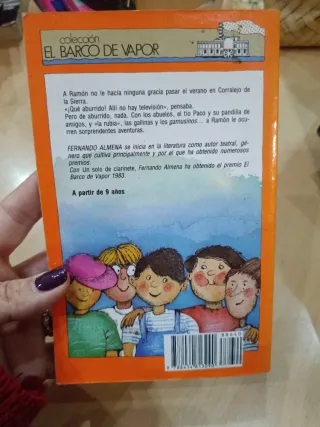 colección
EL BARCO DE VAPOR
A Ramón no le hacía ninguna gracia pasar el verano en Corralejo de
la Sierra.
«¡Qué aburrido! Allí no hay televisión», pensaba.
Pero de aburrido, nada. Con los abuelos, al tío Paco y su pandilla de
amigos, y «la rubia», las gallinas y los gamusinos... a Ramón le ocu-
rren sorprendentes aventuras.
FERNANDO ALMENA se inicia en la literatura como autor teatral, gé-
nero que cultiva principalmente y por el que ha obtenido numerosos
premios.
Con Un solo de clarinete, Fernando Almena ha obtenido el premio El
Barco de Vapor 1983.
A partir de 9 años
88640